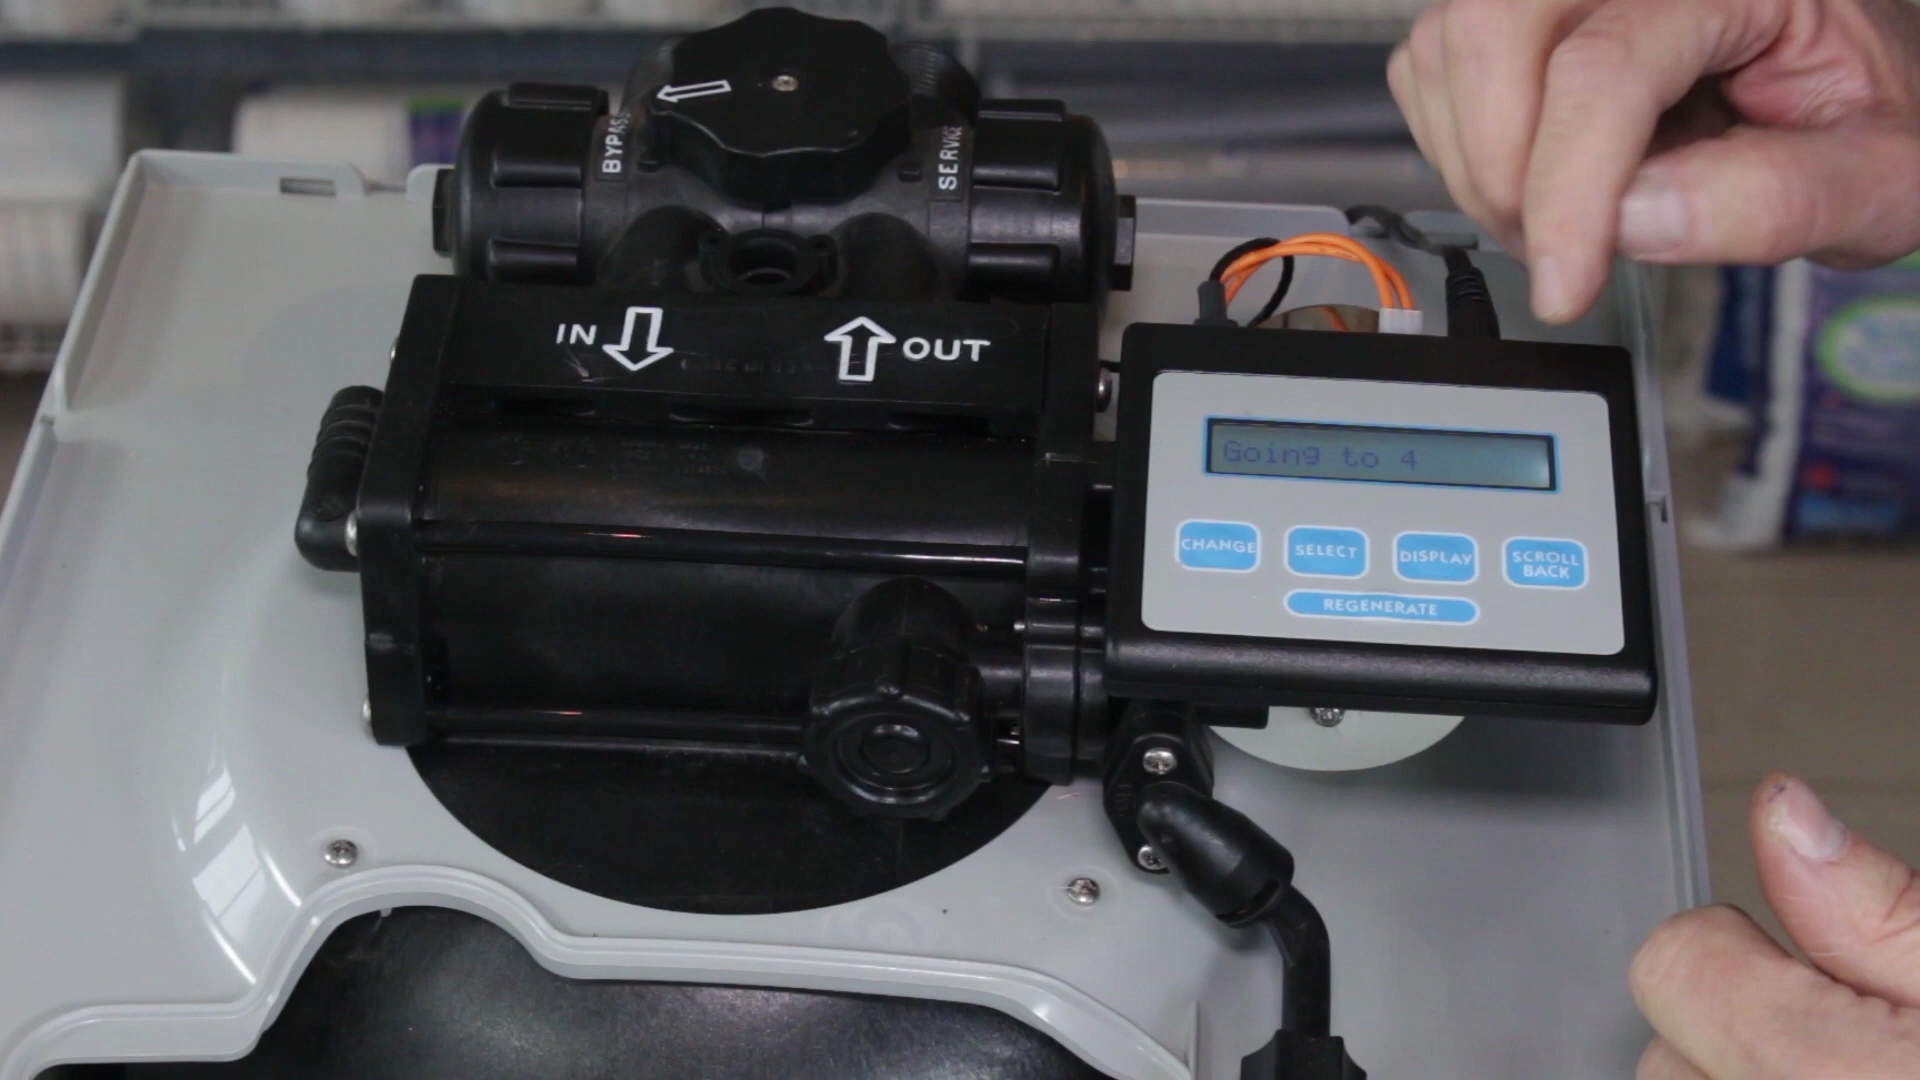 BYPASS
SERVICE
IN
OUT
Going to 4
CHANGE
SELECT
DISPLAY
SCROLL
BACK
REGENERATE